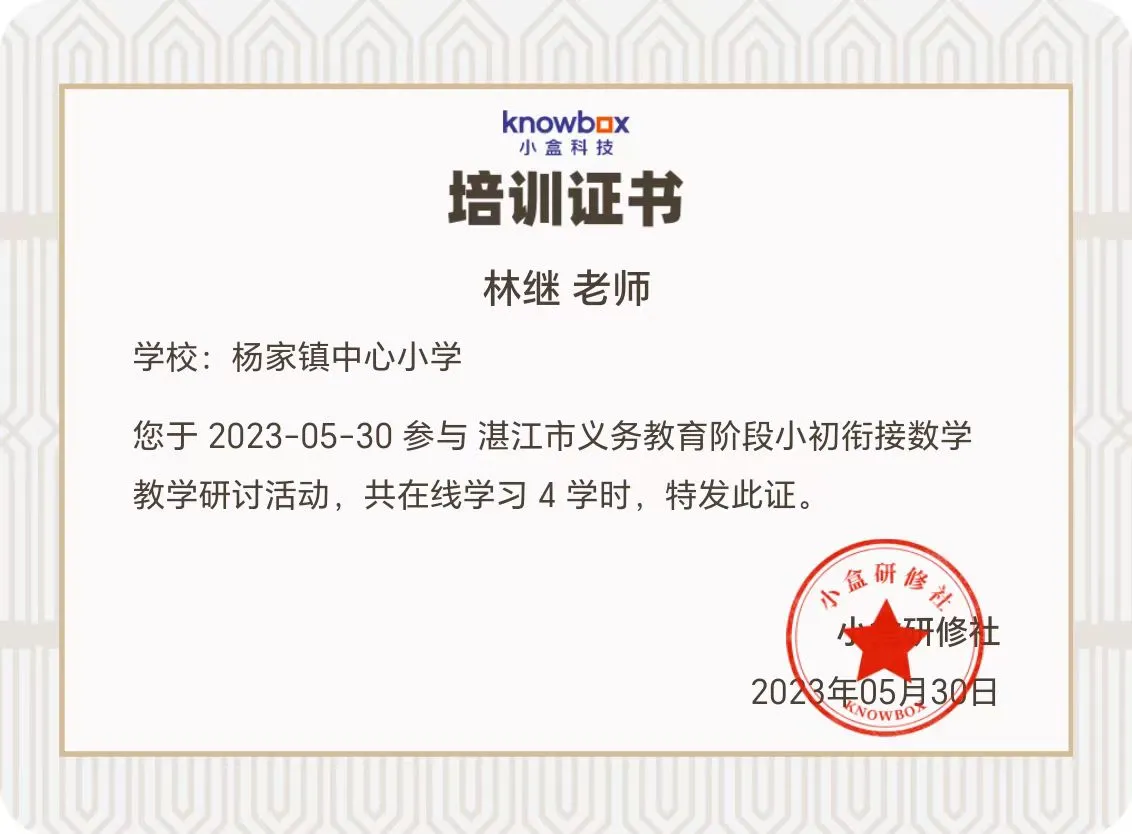 knowbox
小盒科技
培训证书
林继 老师
学校：杨家镇中心小学
您于 2023-05-30 参与 湛江市义务教育阶段小初衔接数学
教学研讨活动，共在线学习 4 学时，特发此证。
小盒研修社
小盒研修社
2023年05月30日
KNOWBOX